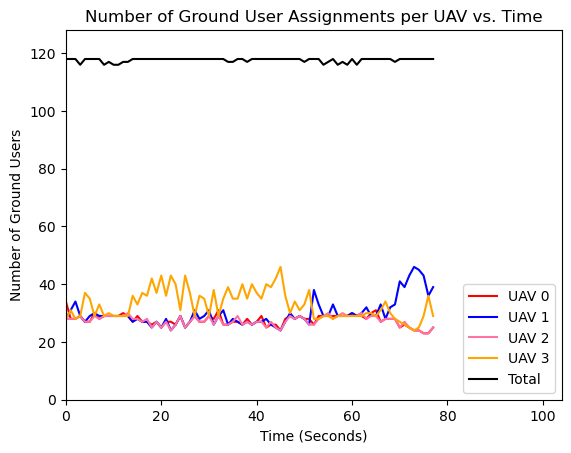 Number of Ground User Assignments per UAV vs. Time
Number of Ground Users
120
100
80
60
40
20
0
0 20 40 60 80 100
Time (Seconds)
UAV 0
UAV 1
UAV 2
UAV 3
Total